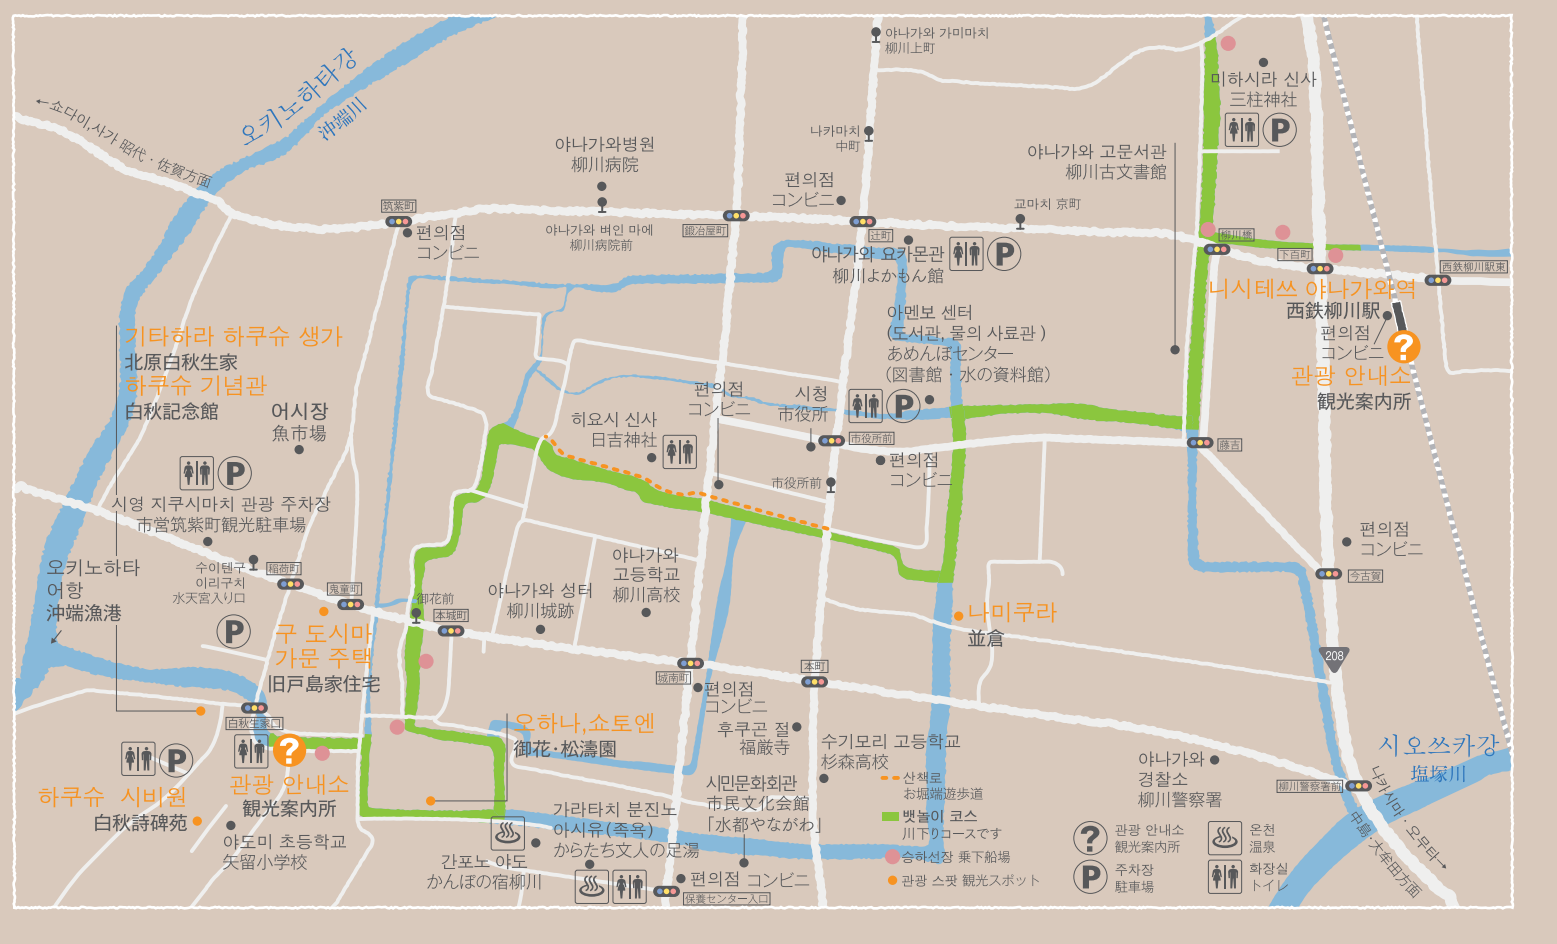 야나가와 가미마치
柳川上町
미하시라 신사
三柱神社
오키노하타강
沖端川
←쇼다이,사가 昭代・佐賀方面
나카마치
中町
야나가와병원
柳川病院
야나가와 고문서관
柳川古文書館
편의점
コンビニ
교마치 京町
筑紫町
편의점
コンビニ
야나가와 벼인 마에
柳川病院前
鍛冶屋町
辻町
야나가와 요카몬관
柳川よかもん館
柳川橋
下百町
西鉄柳川駅東
니시테쓰 야나가와역
西鉄柳川駅
편의점
コンビニ
관광 안내소
観光案内所
아멘보 센터
(도서관, 물의 사료관 )
あめんぼセンター
(図書館・水の資料館)
기타하라 하쿠슈 생가
北原白秋生家
하쿠슈 기념관
白秋記念館
어시장
魚市場
편의점
コンビニ
시청
市役所
히요시 신사
日吉神社
市役所前
藤吉
편의점
コンビニ
市役所前
시영 지쿠시마치 관광 주차장
市営筑紫町観光駐車場
편의점
コンビニ
今古賀
오키노하타
어항
沖端漁港
수이텐구
이리구치
水天宮入り口
稲荷町
鬼童町
御花前
本城町
야나가와 성터
柳川城跡
야나가와
고등학교
柳川高校
나미쿠라
並倉
구 도시마
가문 주택
旧戸島家住宅
208
城南町
本町
편의점
コンビニ
白秋生家口
오하나,쇼토엔
御花・松濤園
후쿠곤 절
福厳寺
수기모리 고등학교
杉森高校
시오쓰카강
塩塚川
야나가와
경찰소
柳川警察署
柳川警察署前
나카시마・오무타→
中島・大牟田方面
관광 안내소
観光案内所
하쿠슈 시비원
白秋詩碑苑
야도미 초등학교
矢留小学校
가라타치 분진노
아시유(족욕)
からたち文人の足湯
시민문화회관
市民文化会館
「水都やながわ」
간포노 야도
かんぽの宿柳川
편의점 コンビニ
保養センター入口
산책로
お堀端遊歩道
뱃놀이 코스
川下りコースです
승하선장 乗下船場
관광 스팟 観光スポット
관광 안내소
観光案内所
온천
温泉
주차장
駐車場
화장실
トイレ